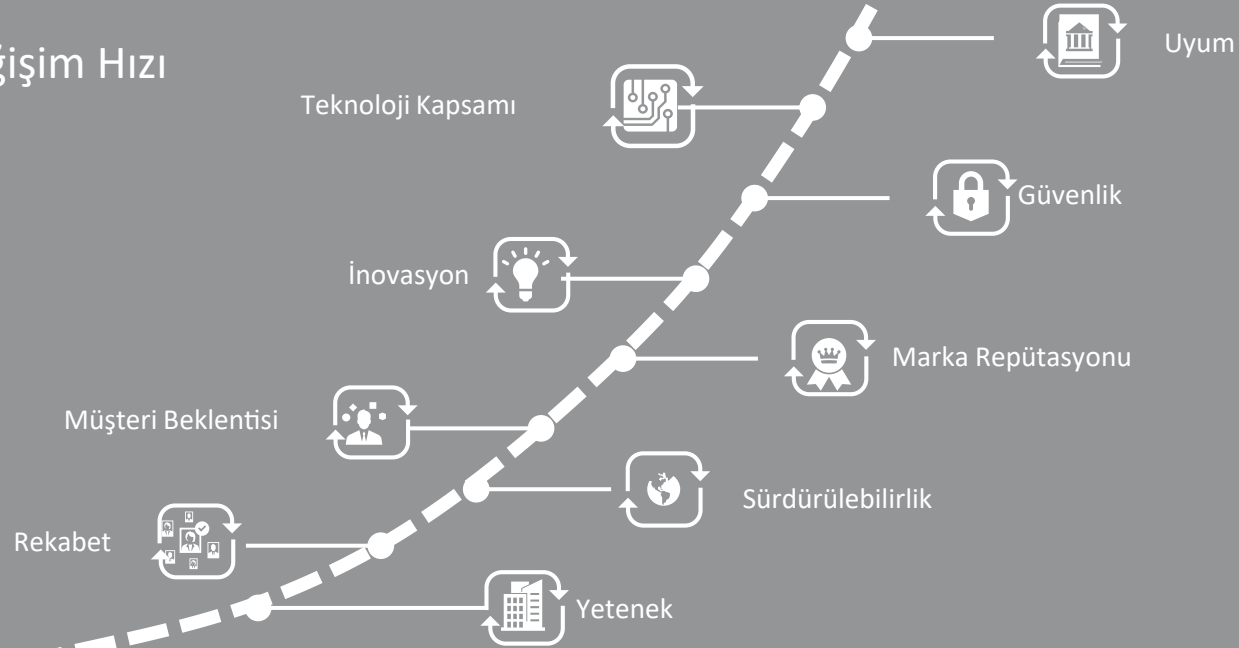 ğişim Hızı
Uyum
Teknoloji Kapsamı
Güvenlik
İnovasyon
Marka Repütasyonu
Müşteri Beklentisi
Sürdürülebilirlik
Rekabet
Yetenek